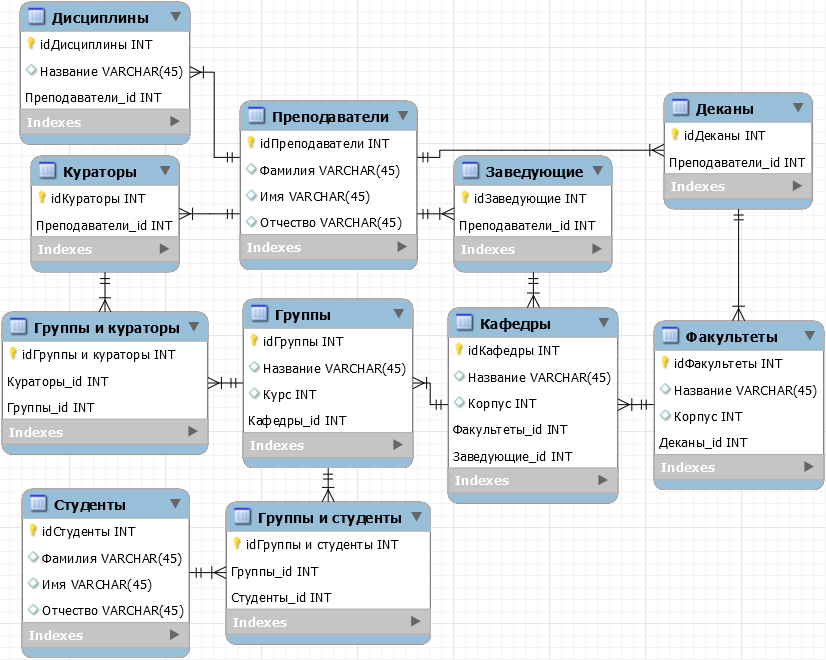 Дисциплины
idДисциплины INT
Название VARCHAR(45)
Преподаватели_id INT
Indexes
Преподаватели
idПреподаватели INT
Фамилия VARCHAR(45)
Имя VARCHAR(45)
Отчество VARCHAR(45)
Indexes
Деканы
idДеканы INT
Преподаватели_id INT
Indexes
Кураторы
idКураторы INT
Преподаватели_id INT
Indexes
Заведующие
idЗаведующие INT
Преподаватели_id INT
Indexes
Группы и кураторы
idГруппы и кураторы INT
Кураторы_id INT
Группы_id INT
Indexes
Группы
idГруппы INT
Название VARCHAR(45)
Курс INT
Кафедры_id INT
Indexes
Кафедры
idКафедры INT
Название VARCHAR(45)
Корпус INT
Факультеты_id INT
Заведующие_id INT
Indexes
Факультеты
idФакультеты INT
Название VARCHAR(45)
Корпус INT
Деканы_id INT
Indexes
Студенты
idСтуденты INT
Фамилия VARCHAR(45)
Имя VARCHAR(45)
Отчество VARCHAR(45)
Indexes
Группы и студенты
idГруппы и студенты INT
Группы_id INT
Студенты_id INT
Indexes